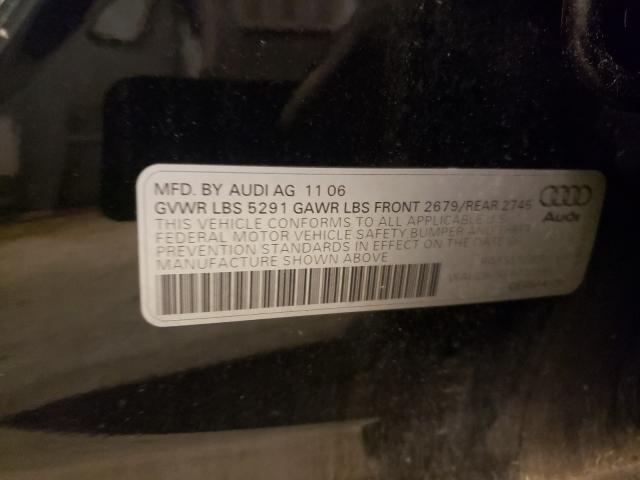 MFD. BY AUDI AG 11 06
GVWR LBS 5291 GAWR LBS FRONT 2679/REAR 2746
THIS VEHICLE CONFORMS TO ALL APPLICABLE U.S.
FEDERAL MOTOR VEHICLE SAFETY BUMPER AND THEFT
PREVENTION STANDARDS IN EFFECT ON THE DATE OF
MANUFACTURE SHOWN ABOVE
Audi